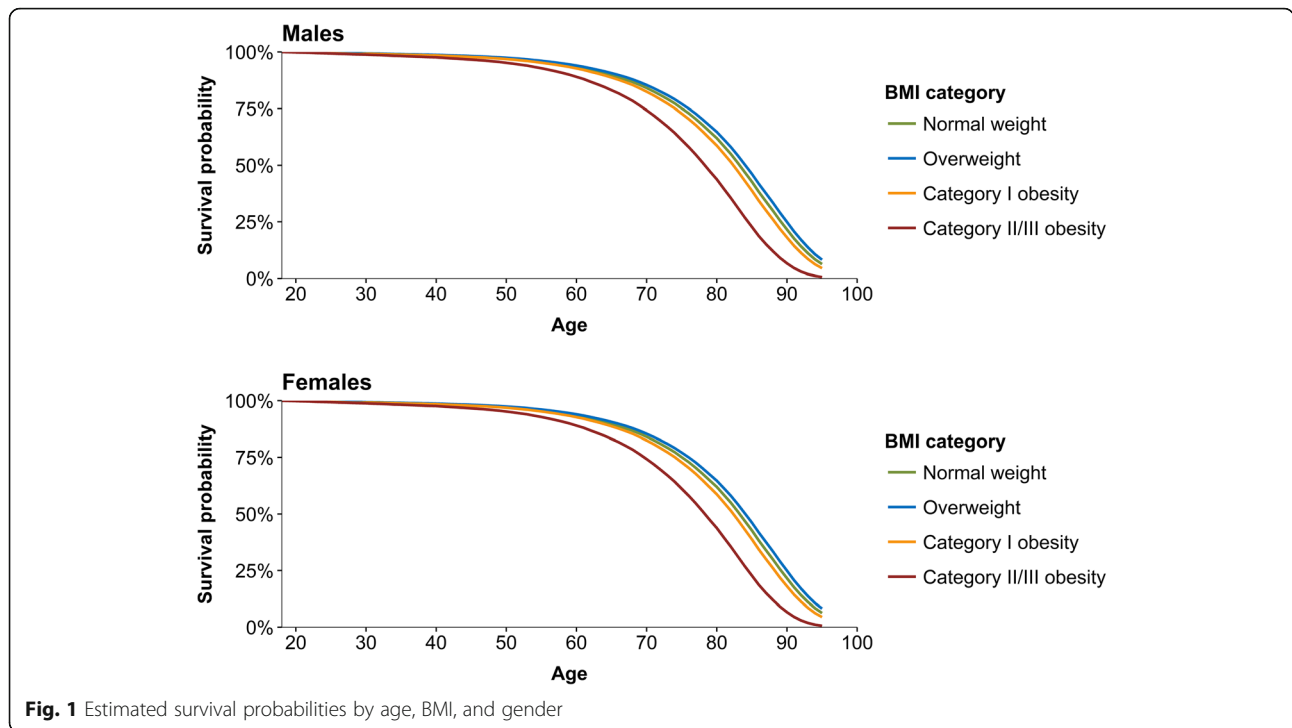 Males
100%
75%
50%
25%
0%
Survival probability
20 30 40 50 60 70 80 90 100
Age
BMI category
Normal weight
Overweight
Category I obesity
Category II/III obesity
Females
100%
75%
50%
25%
0%
Survival probability
20 30 40 50 60 70 80 90 100
Age
BMI category
Normal weight
Overweight
Category I obesity
Category II/III obesity
Fig. 1 Estimated survival probabilities by age, BMI, and gender